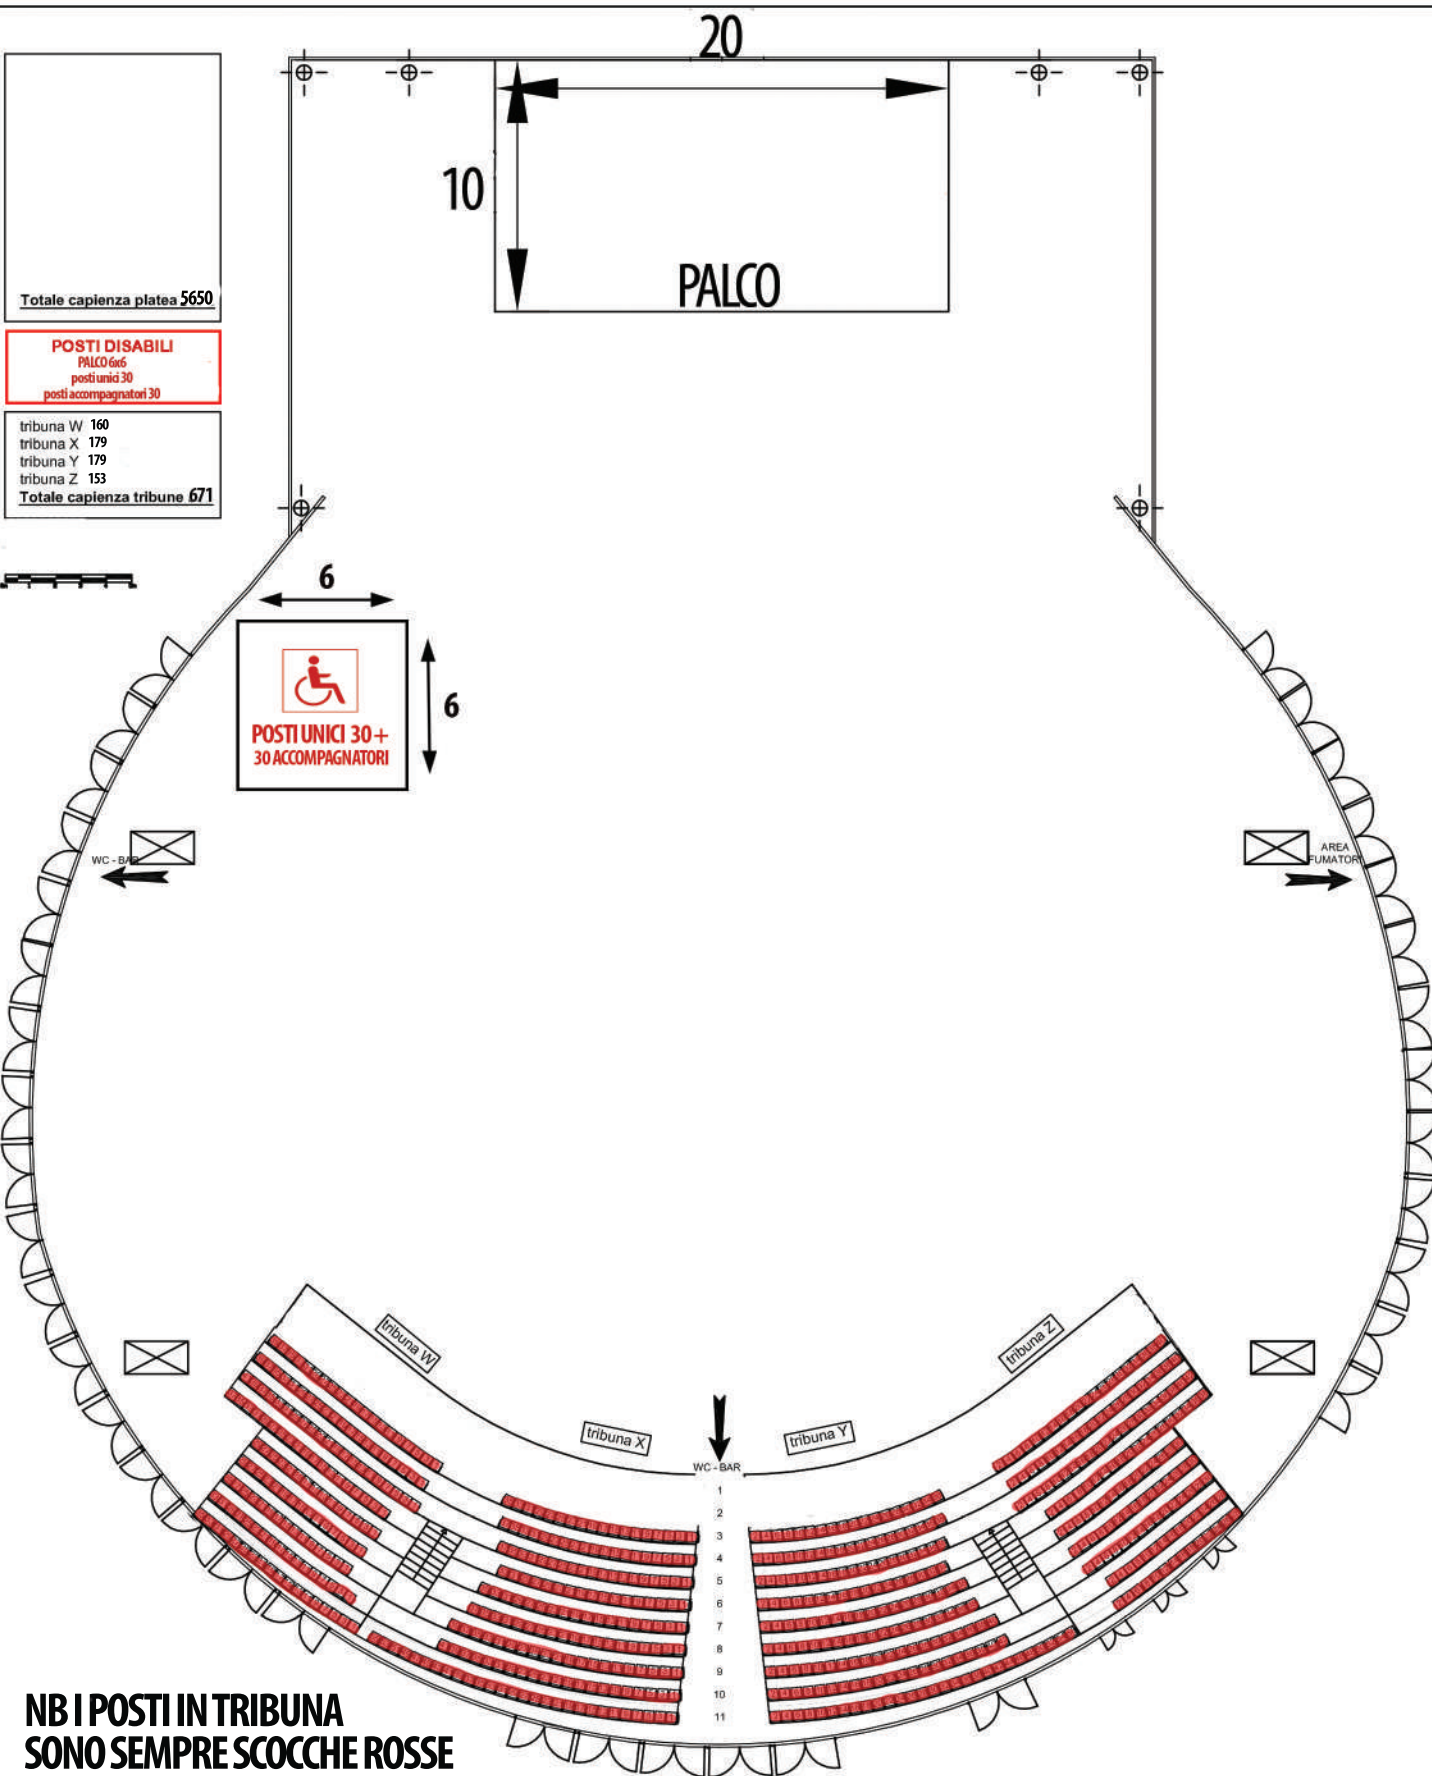 20
10
PALCO
Totale capienza platea 5650
POSTI DISABILI
PALCO 6x6
posti unici 30
posti accompagnatori 30
tribuna W 160
tribuna X 179
tribuna Y 179
tribuna Z 153
Totale capienza tribune 671
6
6
POSTI UNICI 30+
30 ACCOMPAGNATORI
WC - BAR
AREA
FUMATORI
tribuna W
tribuna Z
tribuna X
tribuna Y
WC - BAR
1
2
3
4
5
6
7
8
9
10
11
NB I POSTI IN TRIBUNA
SONO SEMPRE SCOCCHE ROSSE